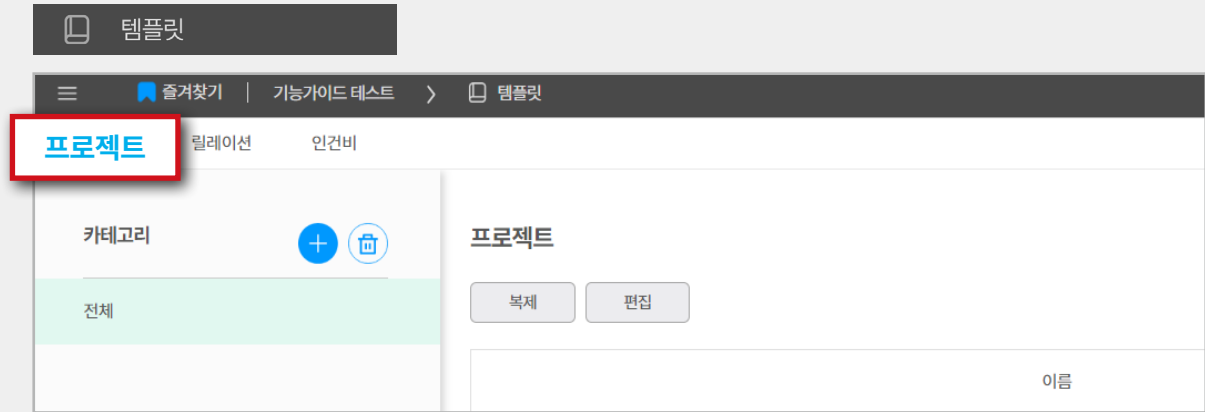 템플릿
즐겨찾기 기능가이드 테스트 템플릿
프로젝트 릴레이션 인건비
카테고리
전체
프로젝트
복제 편집
이름